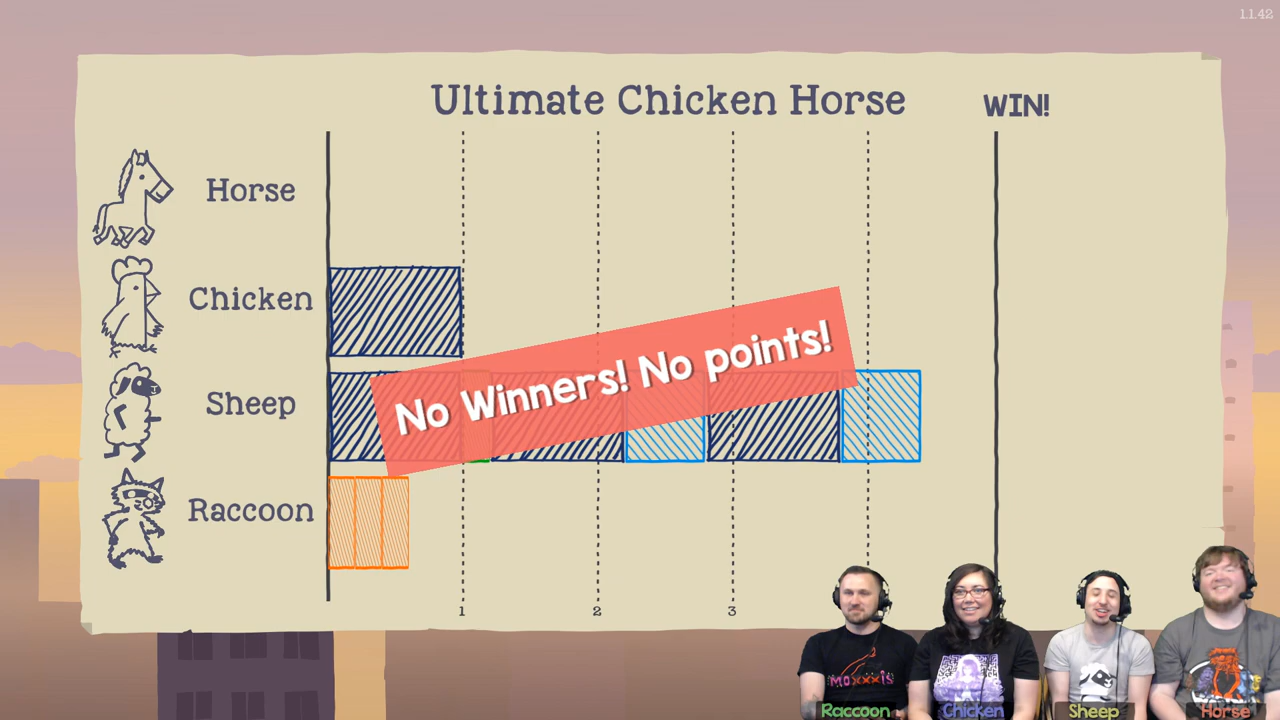 1.1.42
Ultimate Chicken Horse
WIN!
Horse
Chicken
Sheep
Raccoon
No Winners! No points!
1
2
3
MOXXXIS
Raccoon
Chicken
Sheep
Horse